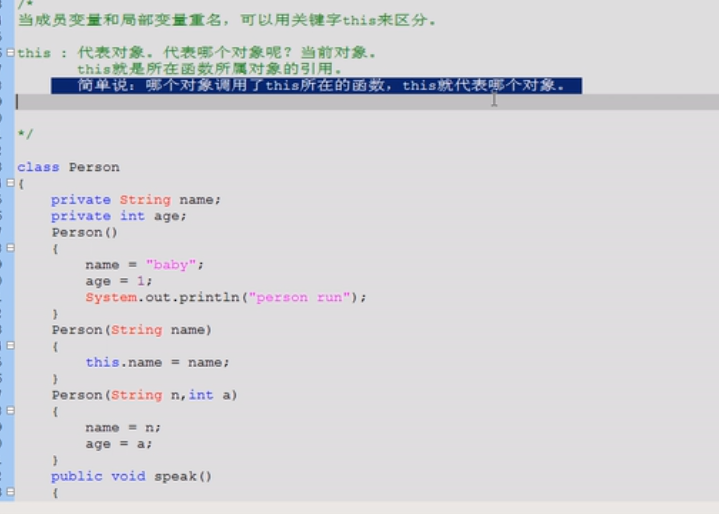 /*
当成员变量和局部变量重名，可以用关键字this来区分。
this : 代表对象。代表哪个对象呢？当前对象。
this就是所在函数所属对象的引用。
简单说：哪个对象调用了this所在的函数，this就代表哪个对象。
*/
class Person
{
private String name;
private int age;
Person()
{
name = "baby";
age = 1;
System.out.println("person run");
}
Person(String name)
{
this.name = name;
}
Person(String n,int a)
{
name = n;
age = a;
}
public void speak()
{